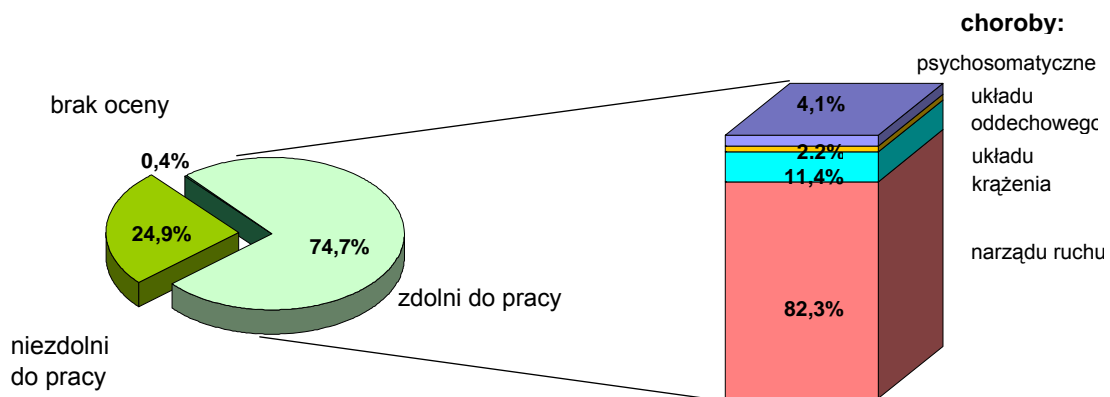 choroby:
psychosomatyczne
brak oceny
4,1%
układu
oddechowego
0,4%
2.2%
układu
11,4%
krążenia
24,9%
74,7%
narządu ruchu
zdolni do pracy
82,3%
niezdolni
do pracy